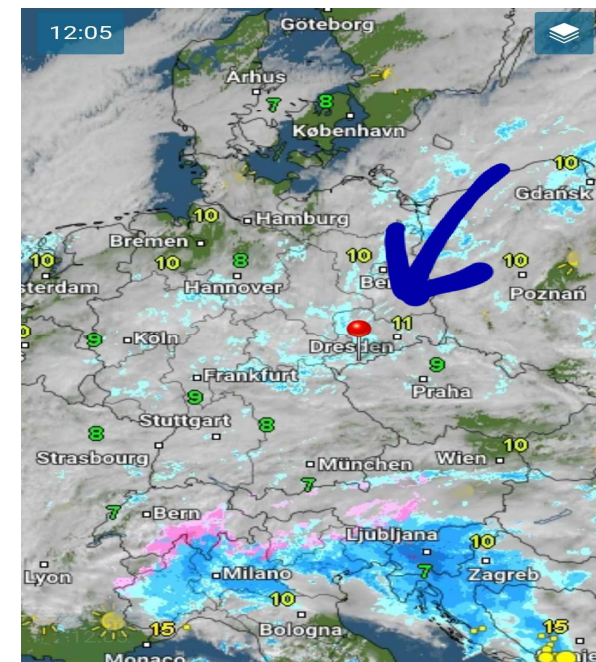 12:05
Göteborg
Århus
7
8
København
10
Gdańsk
10
Hamburg
Bremen
10
10
8
10
10
sterdam
Hannover
Poznań
11
9
Köln
Dresden
9
Frankfurt
Praha
9
8
8
Stuttgart
Strasbourg
10
Wien
München
7
7
Bern
Ljubljana
10
7
Lyon
Milano
Zagreb
10
15
Bologna
15
Monaco